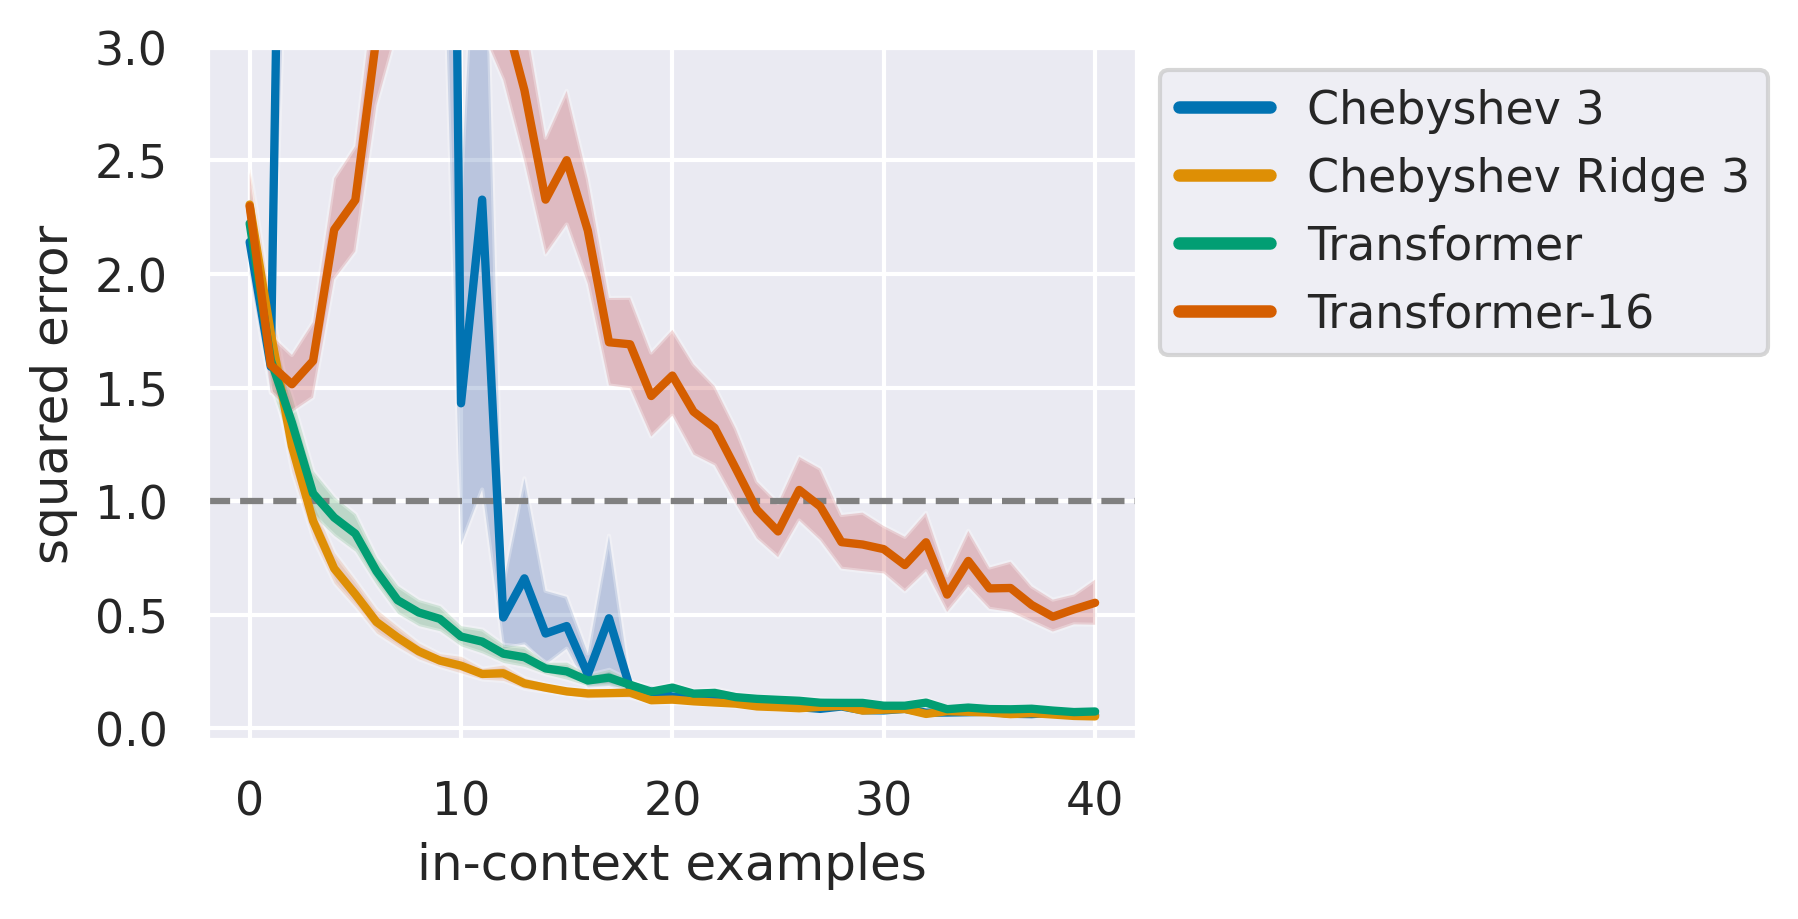 3.0
2.5
2.0
1.5
1.0
0.5
0.0
squared error
0 10 20 30 40
in-context examples
Chebyshev 3
Chebyshev Ridge 3
Transformer
Transformer-16